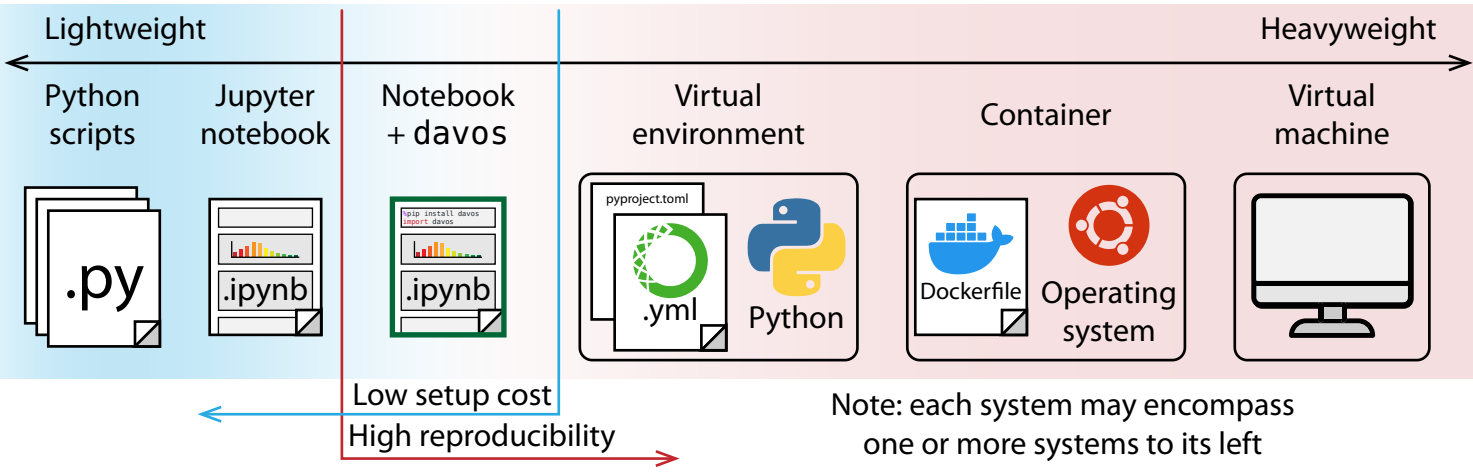 Lightweight
Heavyweight
Python
scripts
Jupyter
notebook
Notebook
+ davos
Virtual
environment
Container
Virtual
machine
.py
.ipynb
%pip install davos
import davos
.ipynb
pyproject.toml
.yml
Python
Dockerfile
Operating
system
Low setup cost
High reproducibility
Note: each system may encompass
one or more systems to its left